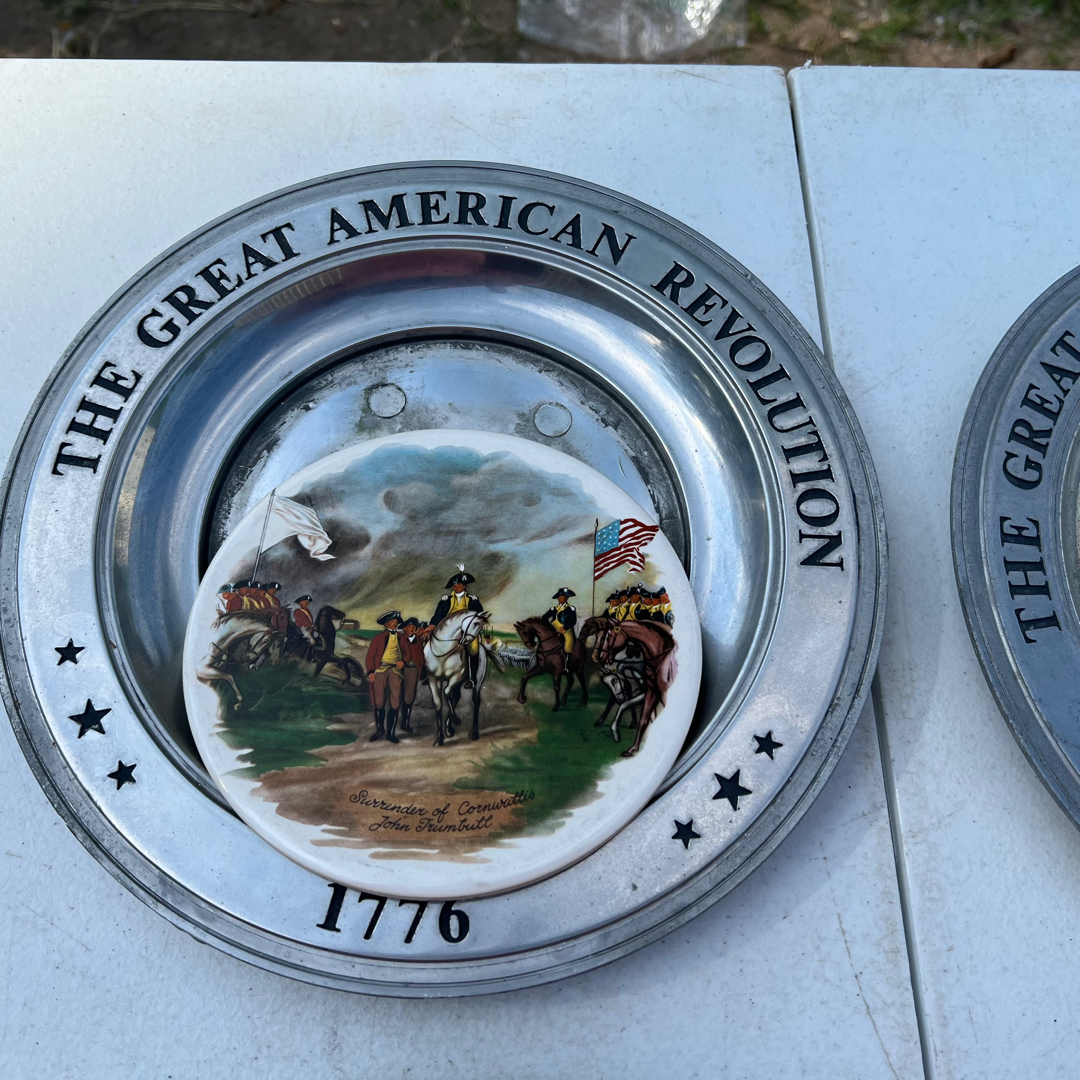 THE GREAT AMERICAN REVOLUTION
Surrender of Cornwallis
John Trumbull
1776
THE GREAT